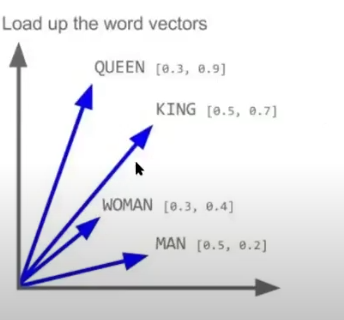 Load up the word vectors
QUEEN [0.3, 0.9]
KING [0.5, 0.7]
WOMAN [0.3, 0.4]
MAN [0.5, 0.2]